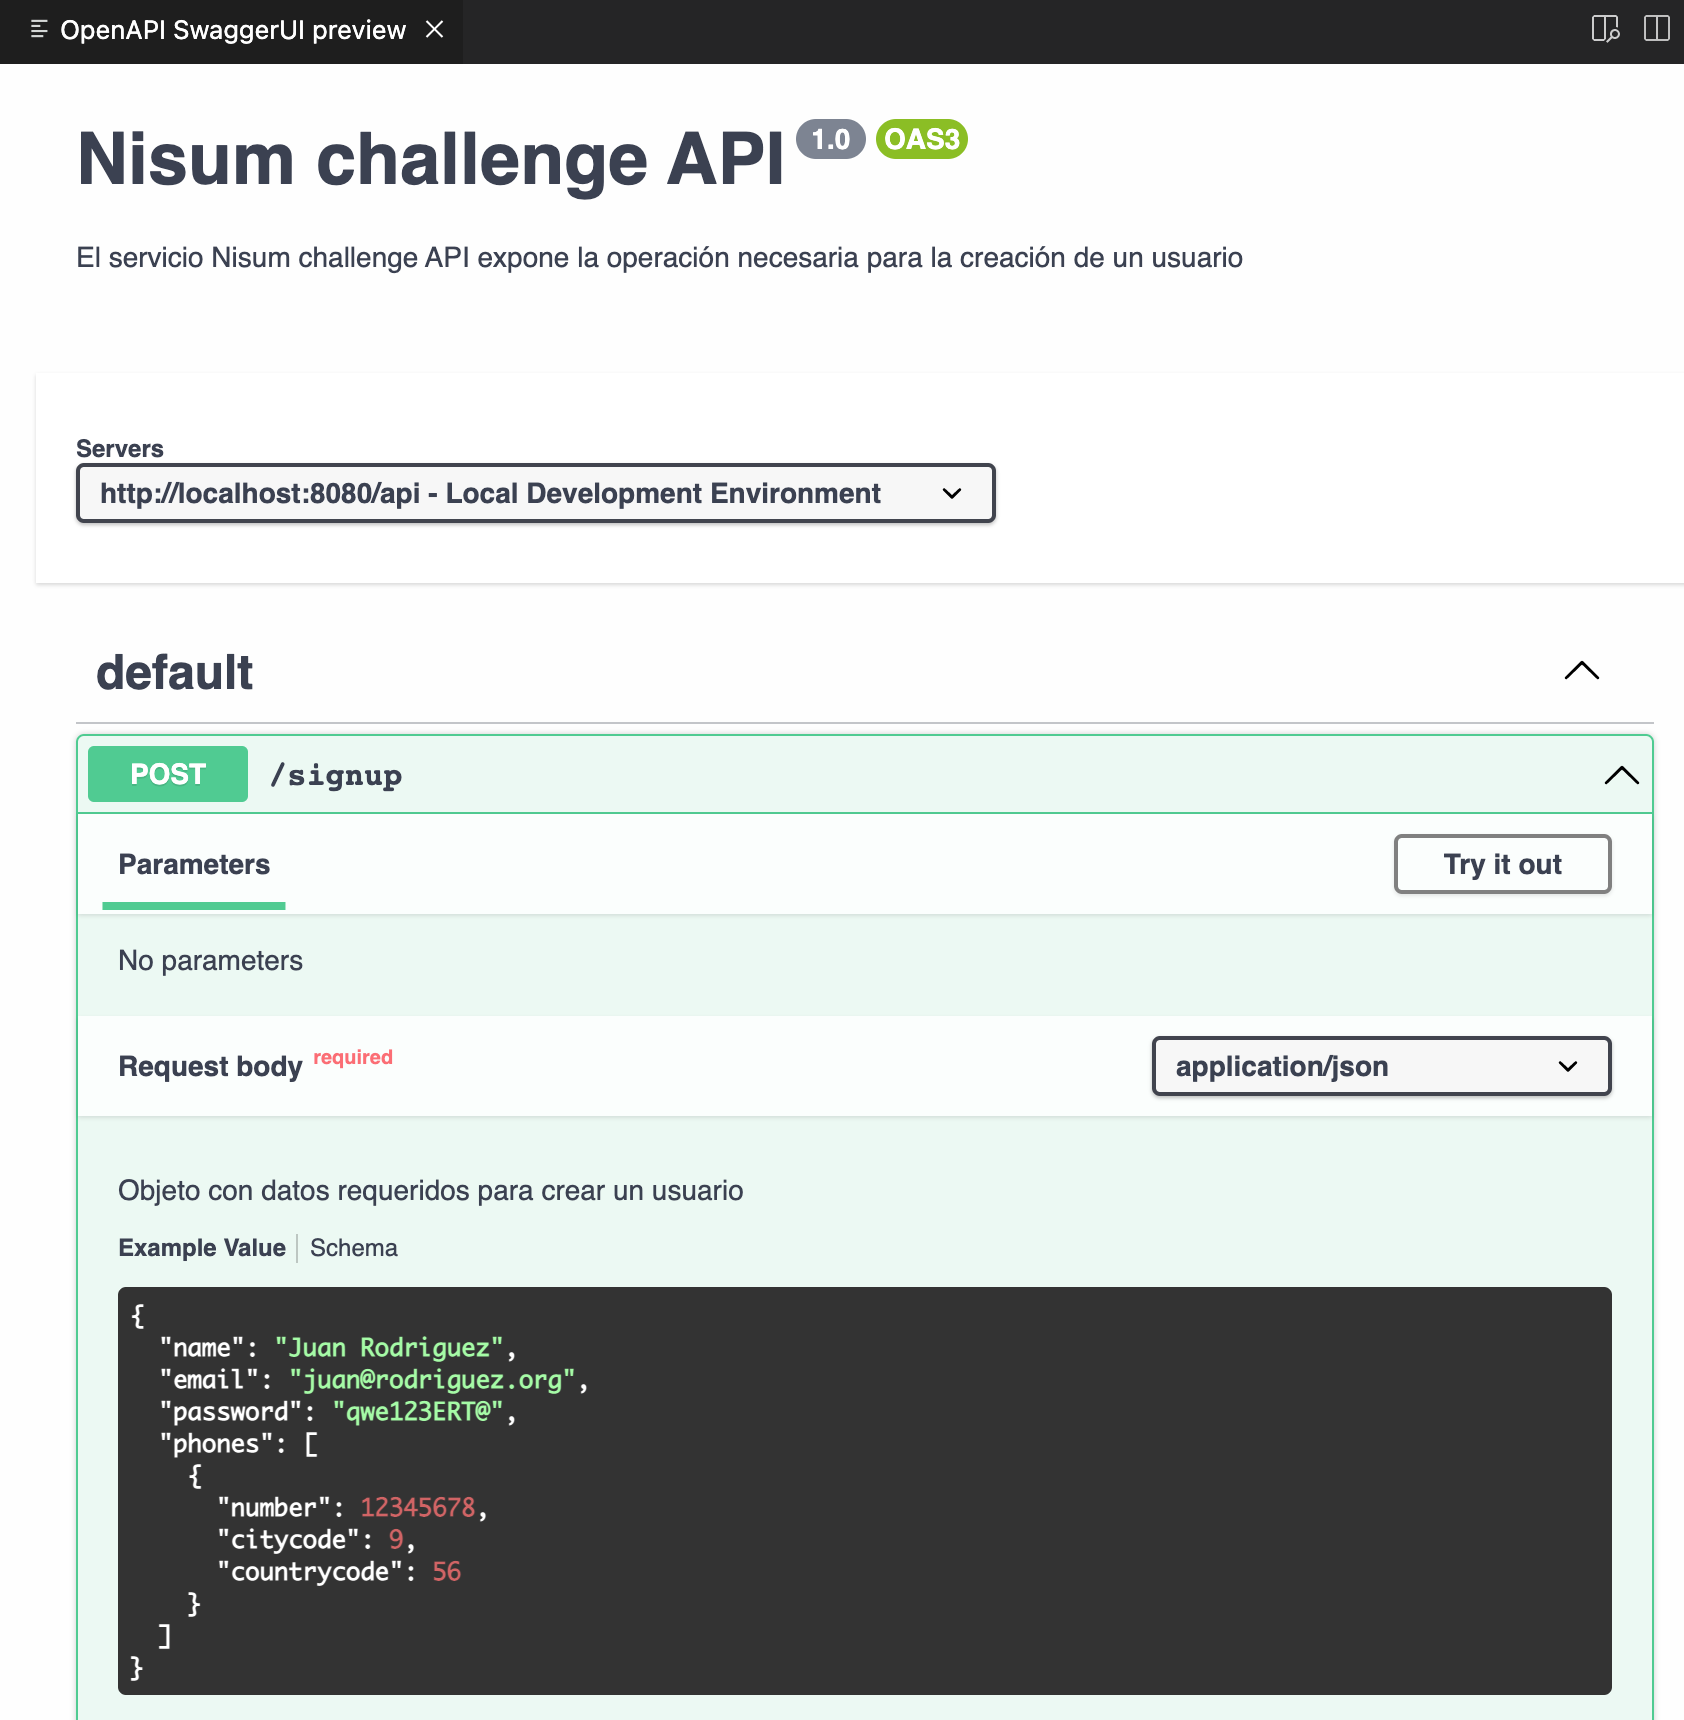 OpenAPI SwaggerUI preview
Nisum challenge API 1.0 OAS3
El servicio Nisum challenge API expone la operación necesaria para la creación de un usuario
Servers
http://localhost:8080/api - Local Development Environment
default
POST /signup
Parameters
Try it out
No parameters
Request body required
application/json
Objeto con datos requeridos para crear un usuario
Example Value | Schema
{
  "name": "Juan Rodriguez",
  "email": "juan@rodriguez.org",
  "password": "qwe123ERT@",
  "phones": [
    {
      "number": 12345678,
      "citycode": 9,
      "countrycode": 56
    }
  ]
}